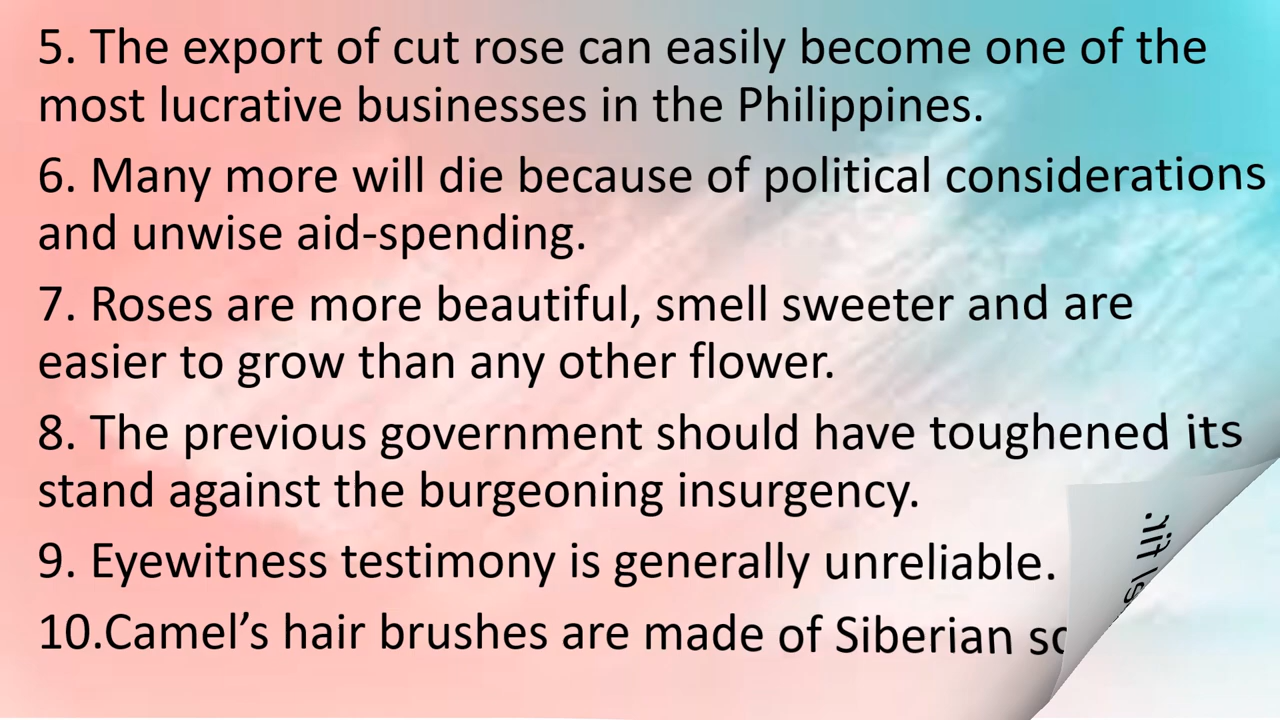 5. The export of cut rose can easily become one of the
most lucrative businesses in the Philippines.
6. Many more will die because of political considerations
and unwise aid-spending.
7. Roses are more beautiful, smell sweeter and are
easier to grow than any other flower.
8. The previous government should have toughened its
stand against the burgeoning insurgency.
9. Eyewitness testimony is generally unreliable.
10.Camel’s hair brushes are made of Siberian